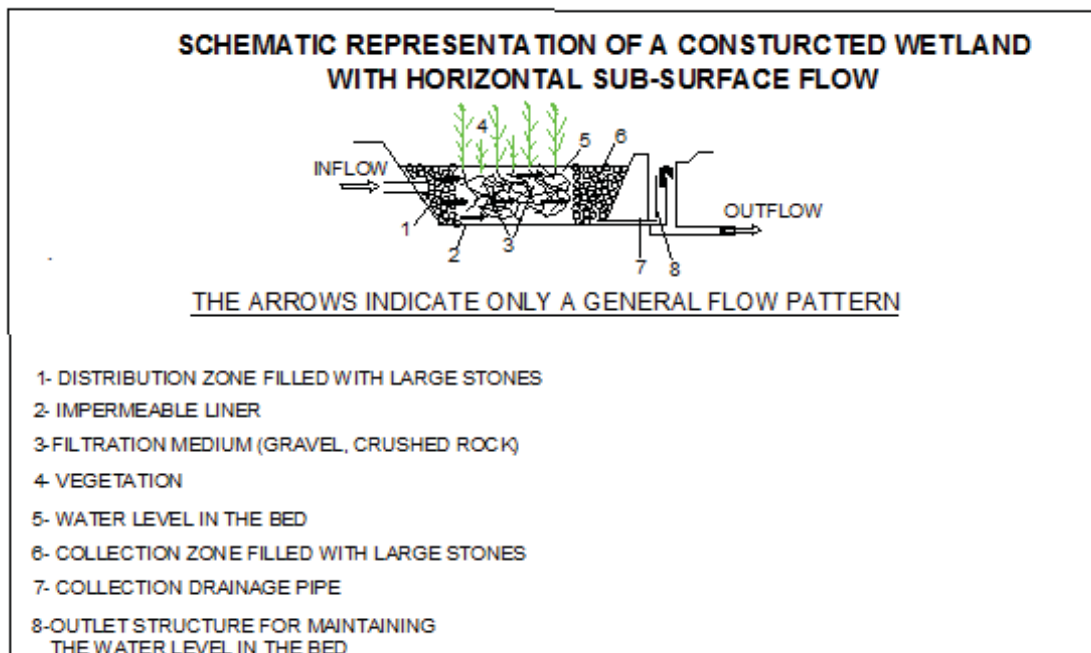 SCHEMATIC REPRESENTATION OF A CONSTURCTED WETLAND
WITH HORIZONTAL SUB-SURFACE FLOW
4
5
6
INFLOW
OUTFLOW
1
2
3
7
8
THE ARROWS INDICATE ONLY A GENERAL FLOW PATTERN
1- DISTRIBUTION ZONE FILLED WITH LARGE STONES
2- IMPERMEABLE LINER
3-FILTRATION MEDIUM (GRAVEL, CRUSHED ROCK)
4- VEGETATION
5- WATER LEVEL IN THE BED
6- COLLECTION ZONE FILLED WITH LARGE STONES
7- COLLECTION DRAINAGE PIPE
8-OUTLET STRUCTURE FOR MAINTAINING
THE WATER LEVEL IN THE BED